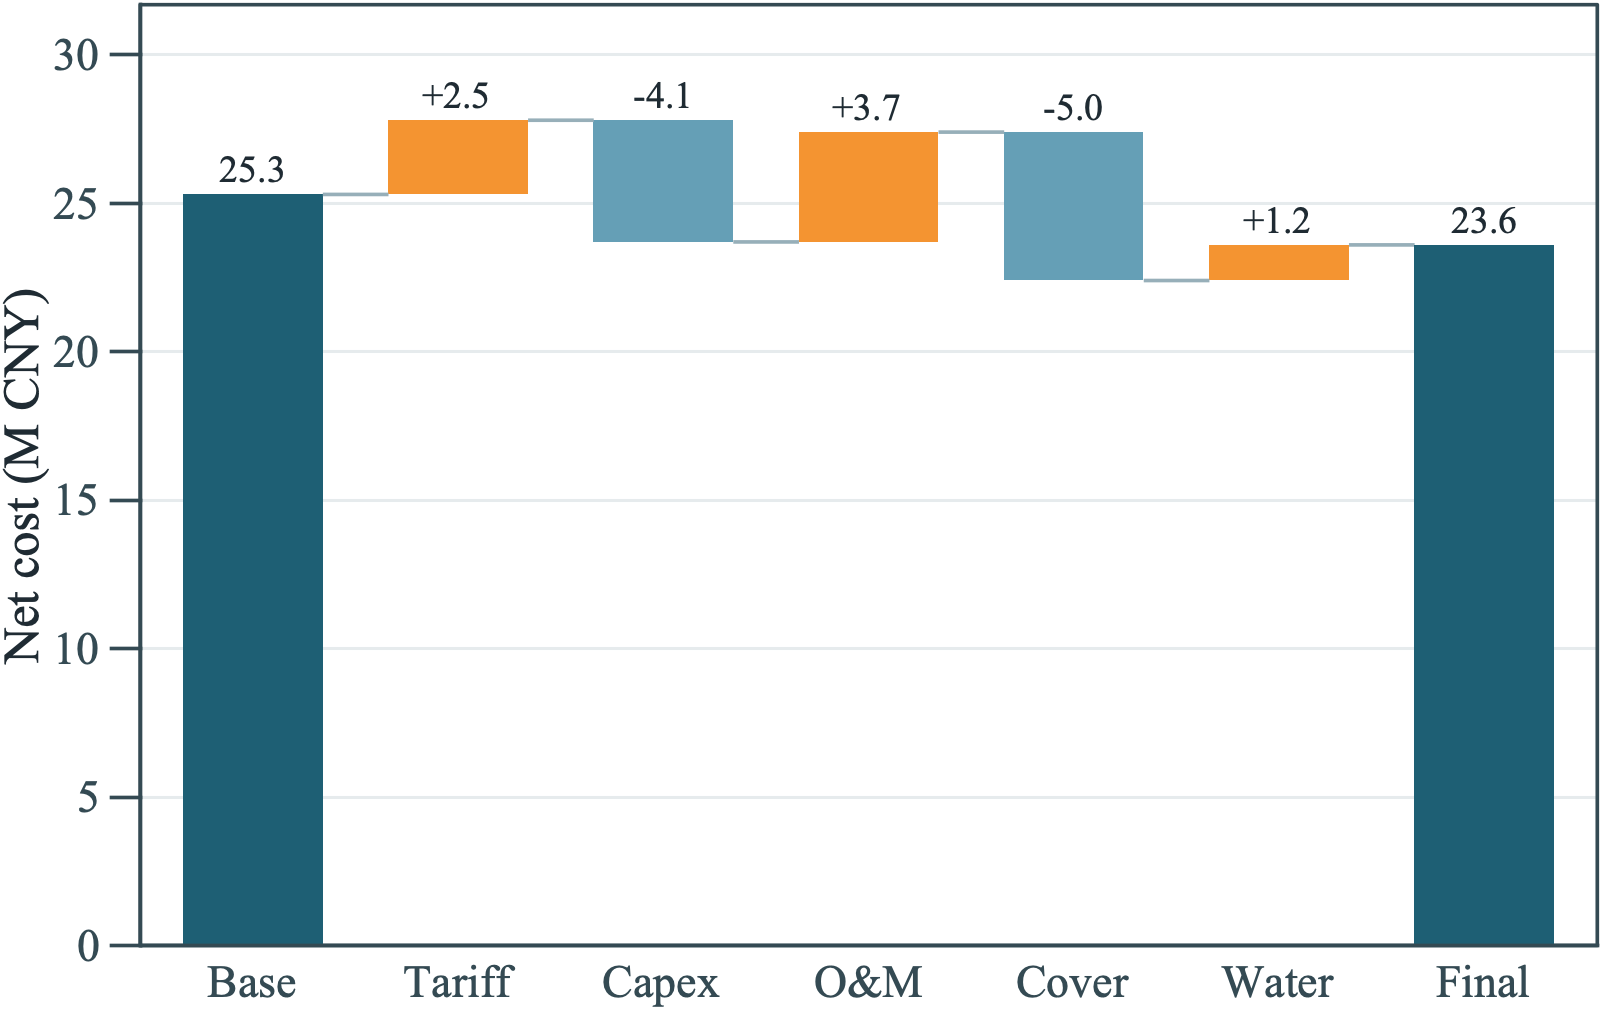 Net cost (M CNY)
30
25
20
15
10
5
0
25.3
+2.5
-4.1
+3.7
-5.0
+1.2
23.6
Base
Tariff
Capex
O&M
Cover
Water
Final